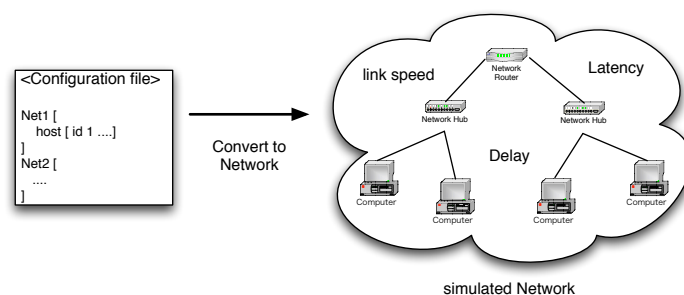 <Configuration file>
Net1 [
host [ id 1 ....]
]
Net2 [
....
]
Convert to
Network
link speed
Network
Router
Latency
Network Hub
Network Hub
Delay
Computer
Computer
Computer
Computer
simulated Network